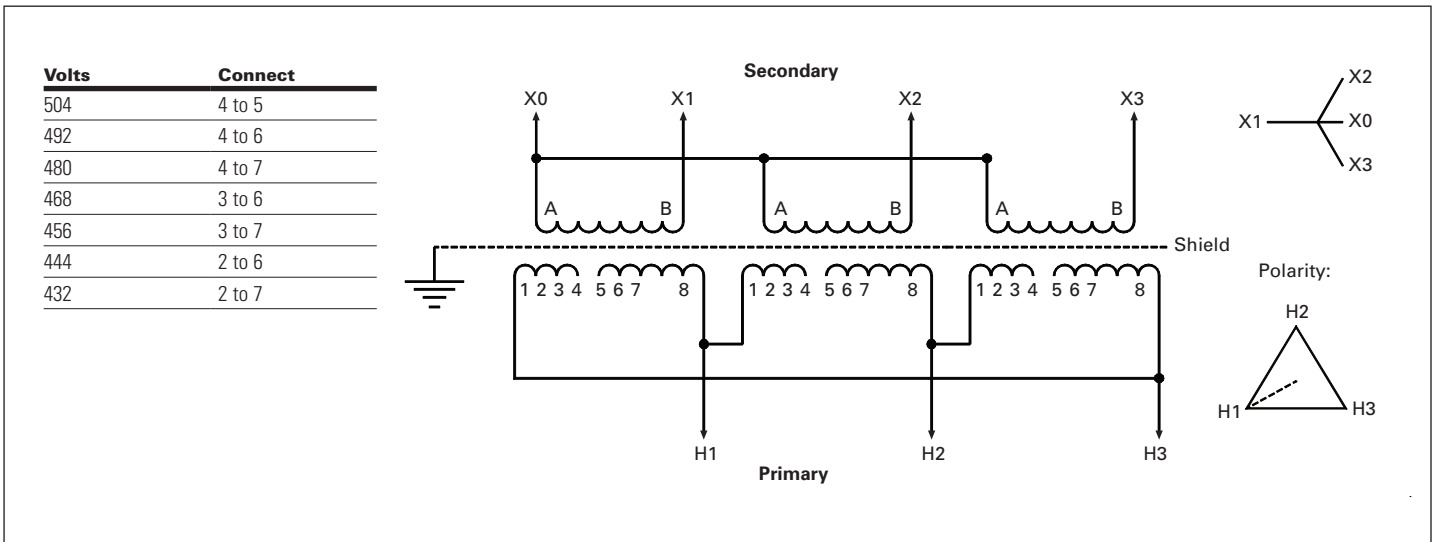 Volts Connect
504 4 to 5
492 4 to 6
480 4 to 7
468 3 to 6
456 3 to 7
444 2 to 6
432 2 to 7
Secondary
X0 X1 X2 X3
A B A B A B
Shield
1 2 3 4 5 6 7 8 1 2 3 4 5 6 7 8 1 2 3 4 5 6 7 8
H1 H2 H3
Primary
X2
X1 X0
X3
Polarity:
H2
H1 H3